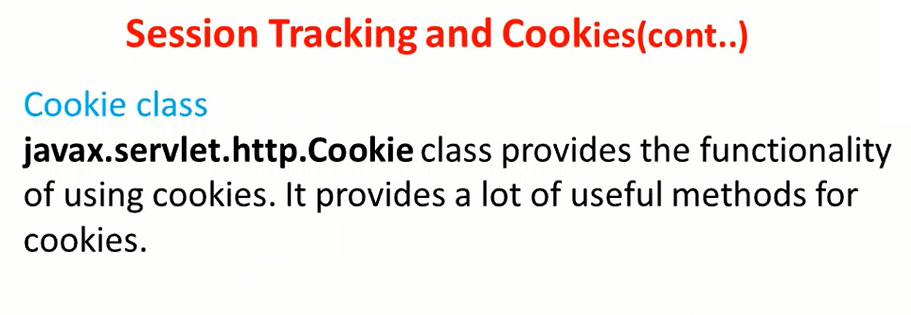 Session Tracking and Cookies(cont..)
Cookie class
javax.servlet.http.Cookie class provides the functionality
of using cookies. It provides a lot of useful methods for
cookies.